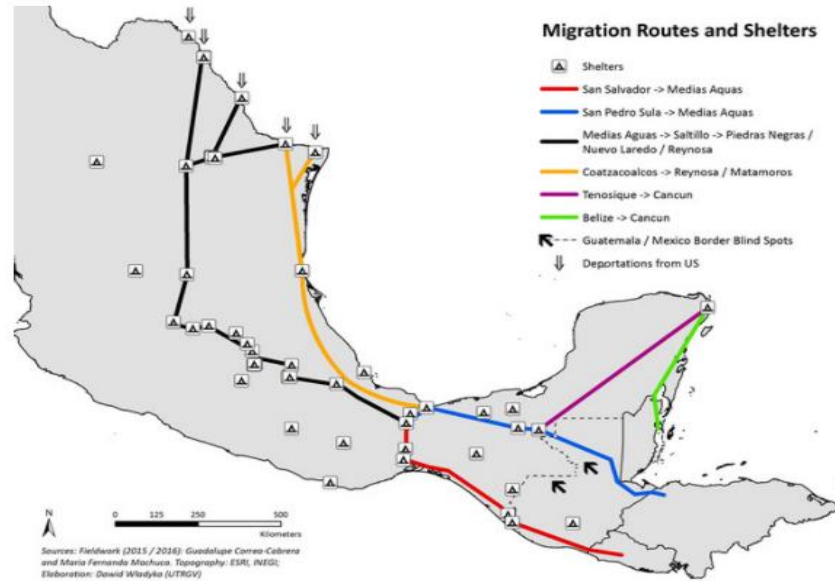 Migration Routes and Shelters
Shelters
San Salvador -> Medias Aquas
San Pedro Sula -> Medias Aquas
Medias Aguas -> Saltillo -> Piedras Negras /
Nuevo Laredo / Reynosa
Coatzacoalcos -> Reynosa / Matamoros
Tenosique -> Cancun
Belize -> Cancun
Guatemala / Mexico Border Blind Spots
Deportations from US
N
0 125 250 500
Kilometers
Sources: Fieldwork (2015 / 2016): Guadalupe Correa-Cabrera
and Maria Fernanda Machuca. Topography: ESRI, INEGI;
Elaboration: Dawid Wladyka (UTRGV)